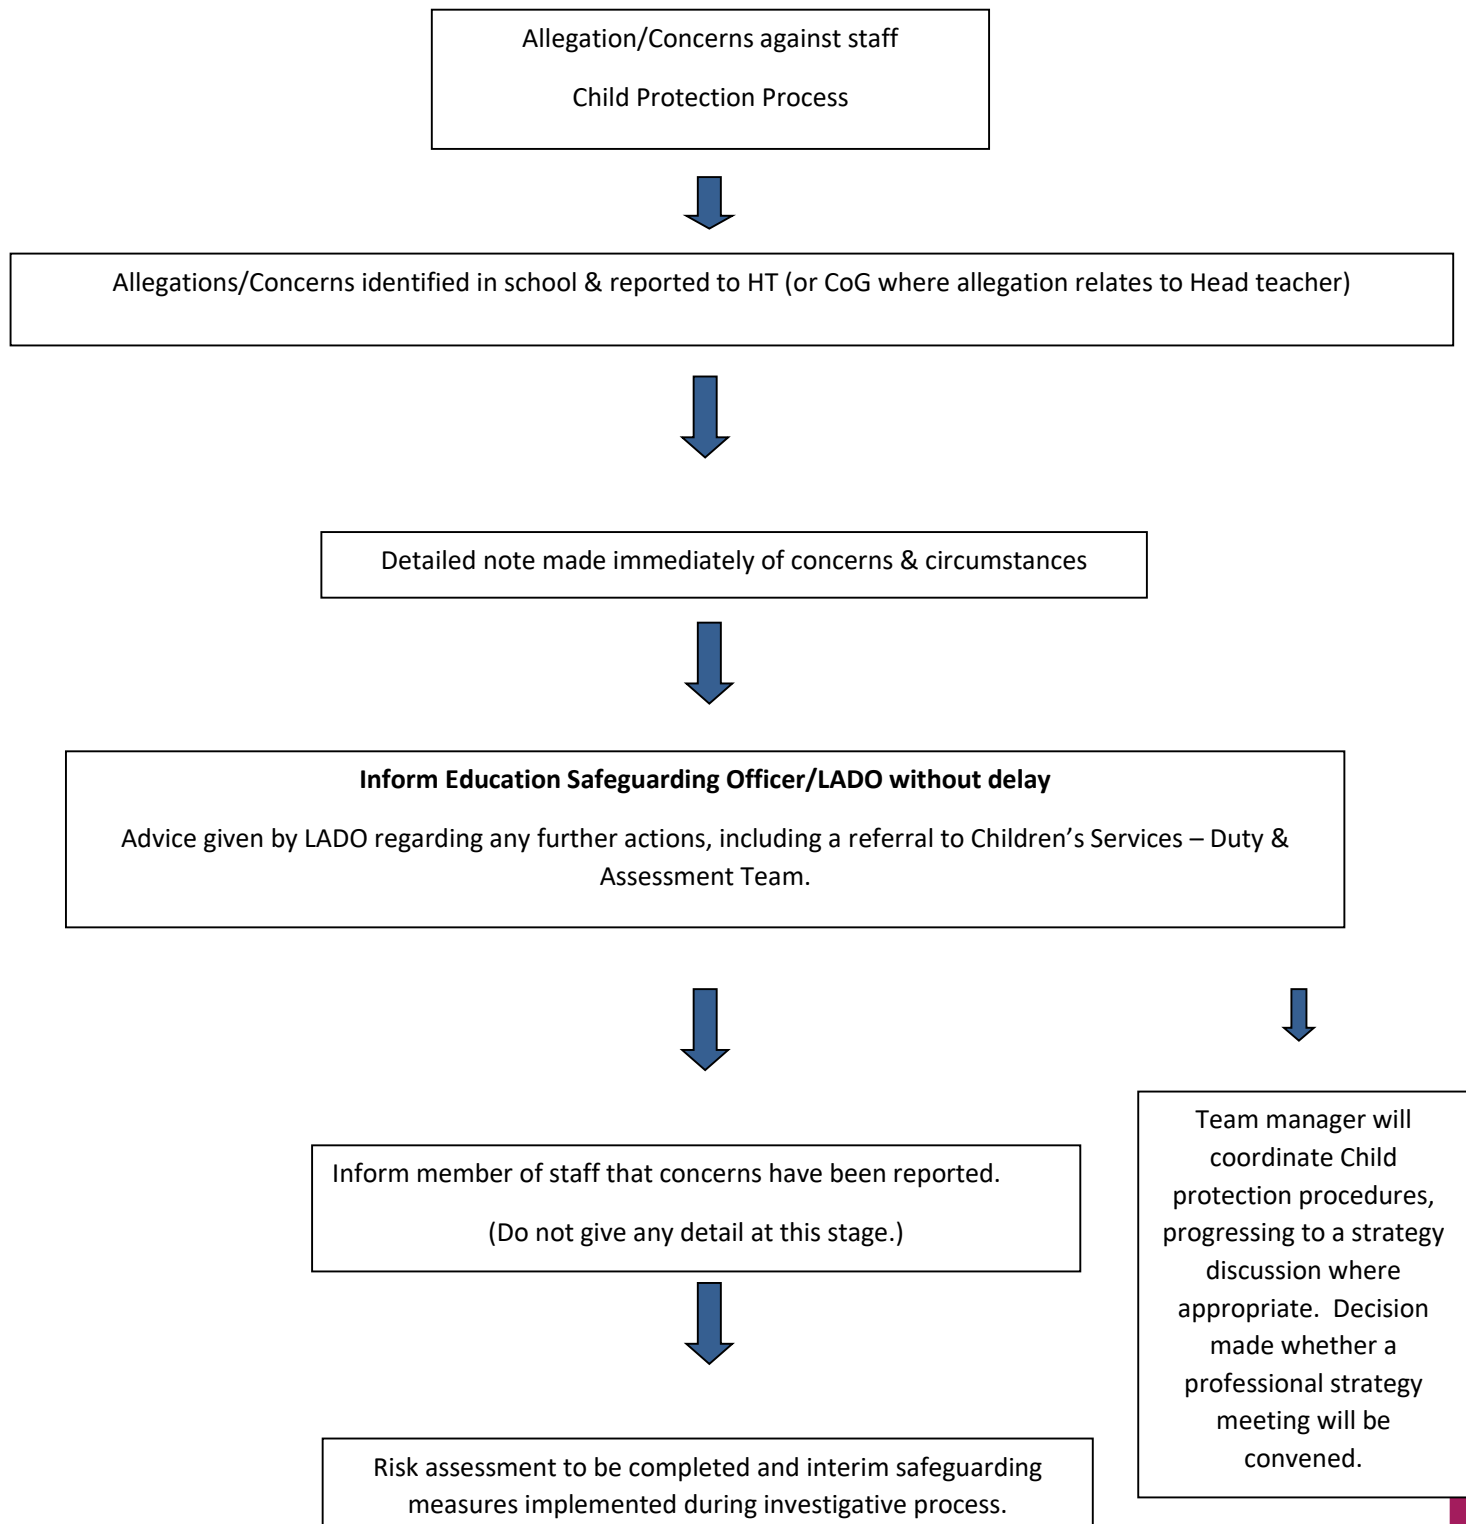 Allegation/Concerns against staff
Child Protection Process
Allegations/Concerns identified in school & reported to HT (or CoG where allegation relates to Head teacher)
Detailed note made immediately of concerns & circumstances
Inform Education Safeguarding Officer/LADO without delay
Advice given by LADO regarding any further actions, including a referral to Children’s Services – Duty &
Assessment Team.
Inform member of staff that concerns have been reported.
(Do not give any detail at this stage.)
Team manager will
coordinate Child
protection procedures,
progressing to a strategy
discussion where
appropriate.  Decision
made whether a
professional strategy
meeting will be
convened.
Risk assessment to be completed and interim safeguarding
measures implemented during investigative process.